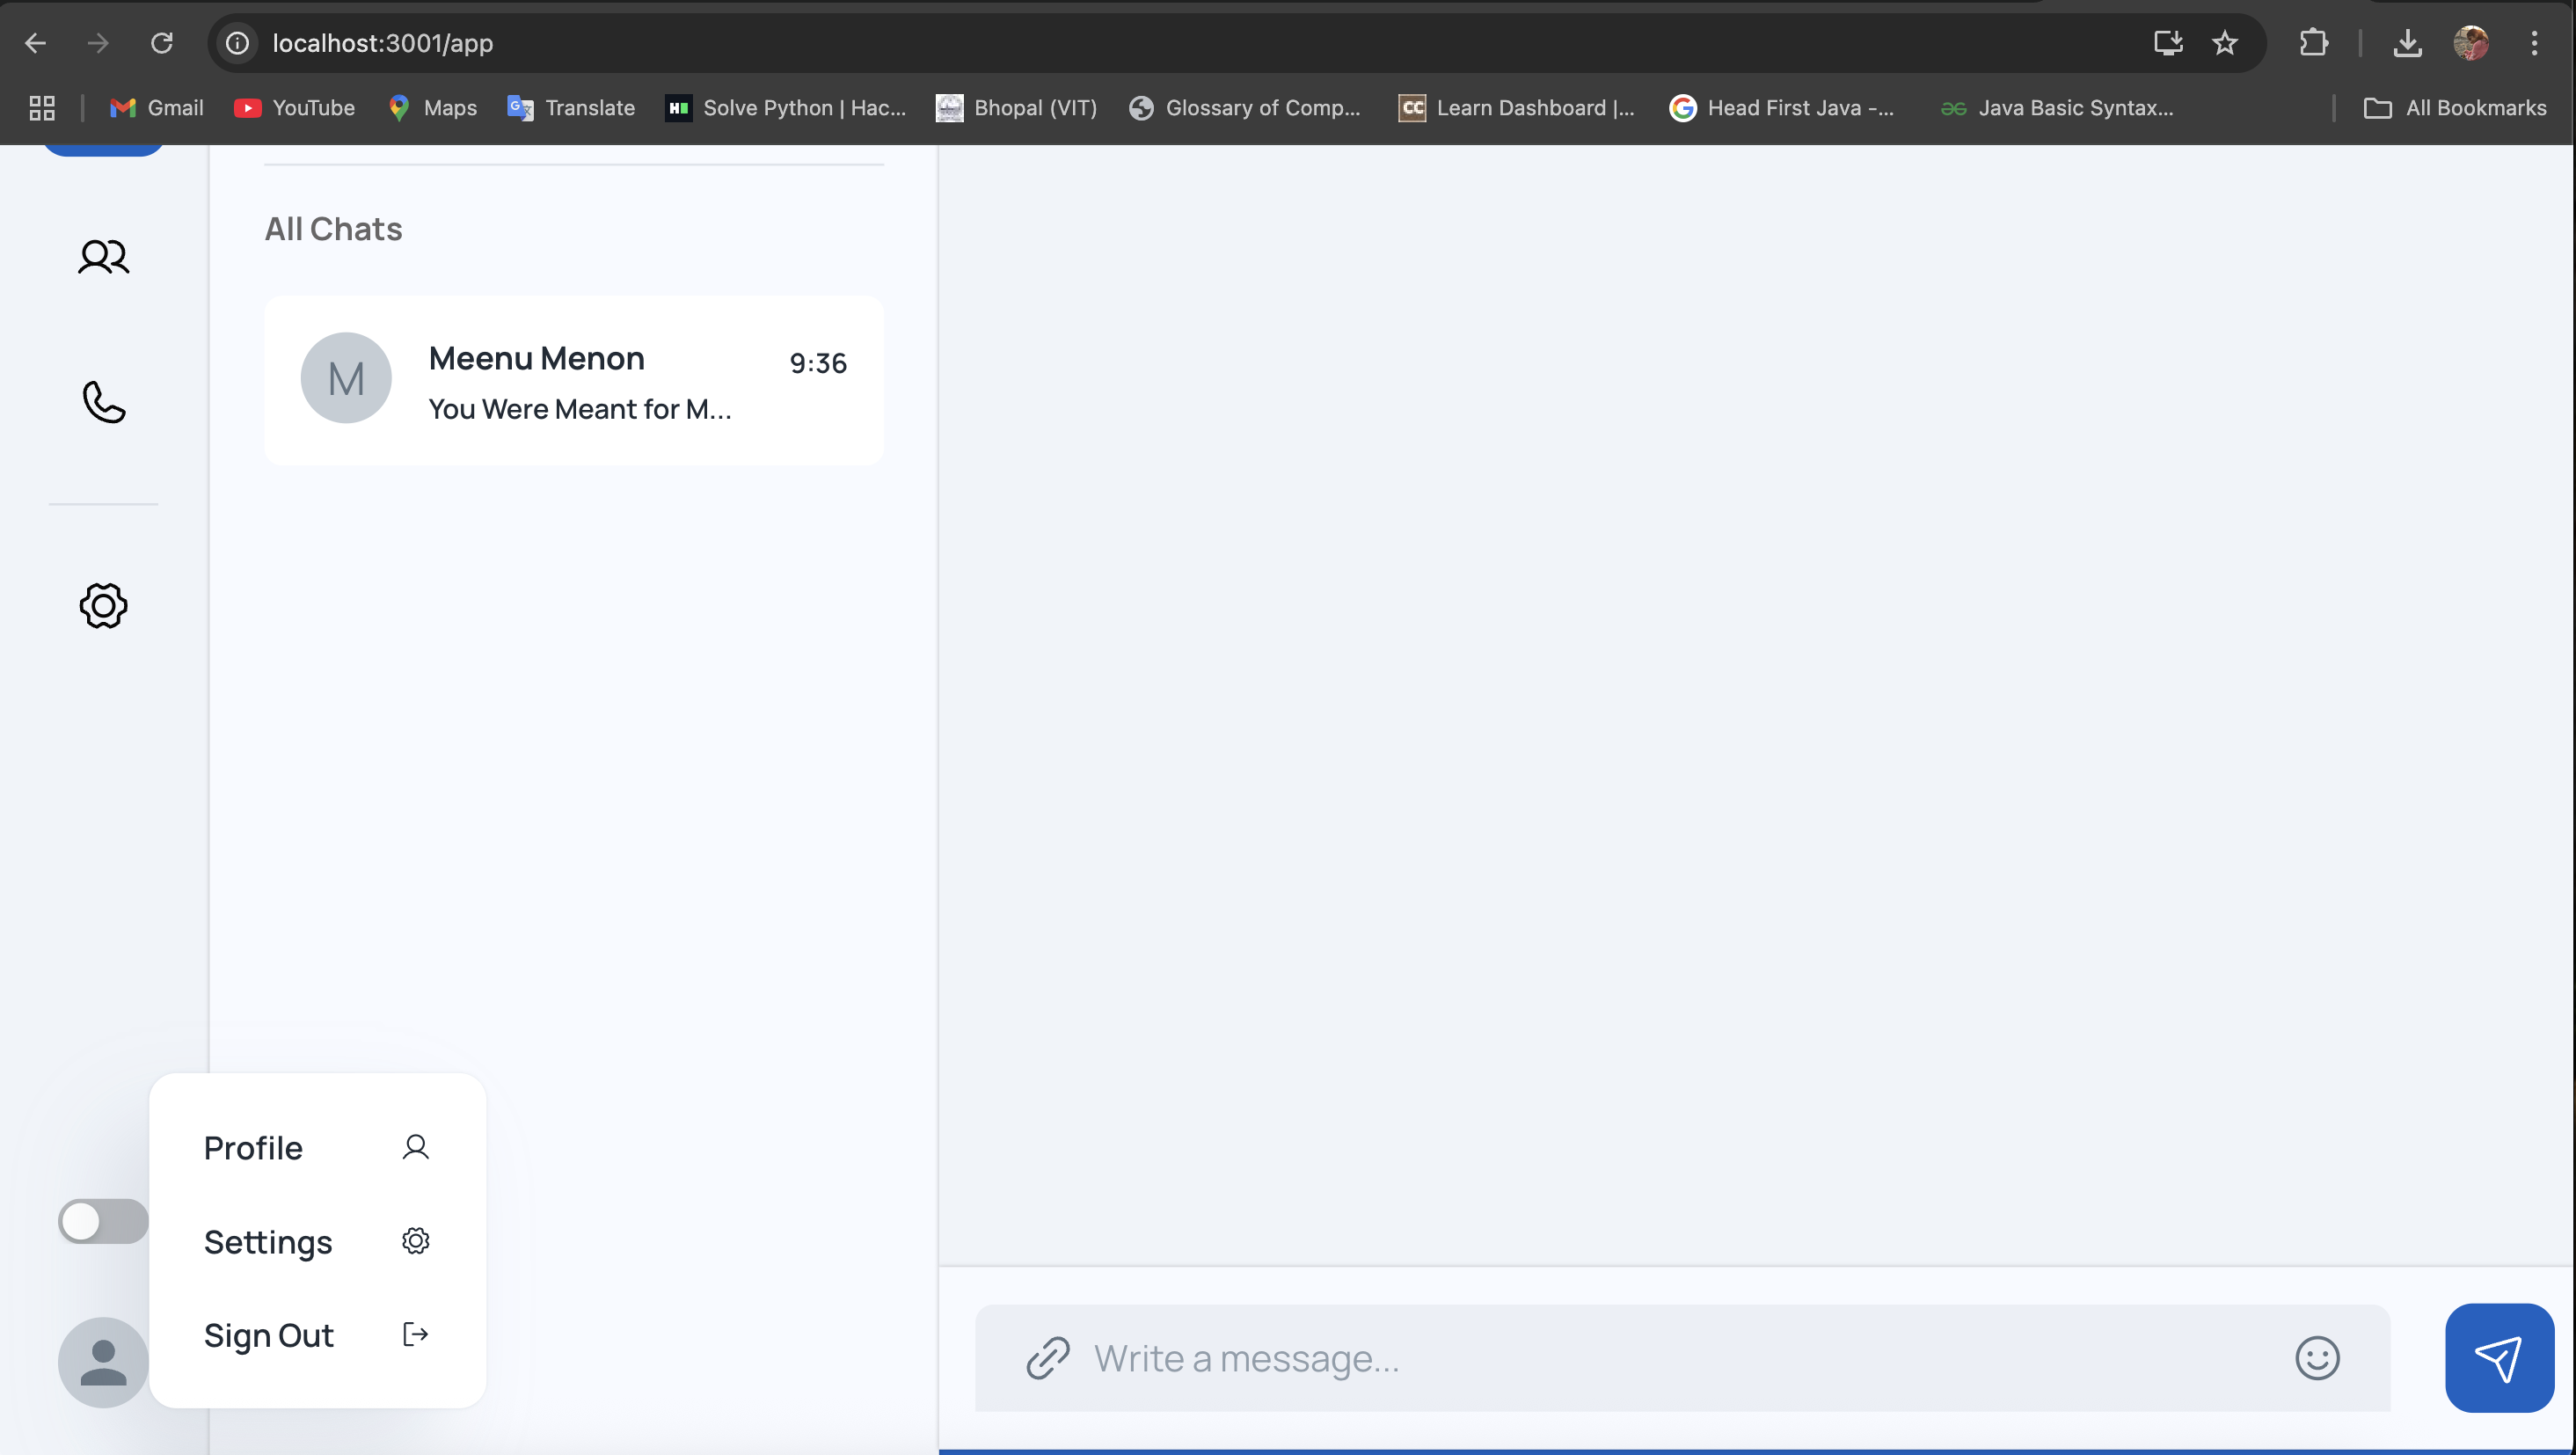 localhost:3001/app
Gmail
YouTube
Maps
Translate
Solve Python | Hac...
Bhopal (VIT)
Glossary of Comp...
CC
Learn Dashboard |...
Head First Java -...
Java Basic Syntax...
All Bookmarks
All Chats
M
Meenu Menon
9:36
You Were Meant for M...
Profile
Settings
Sign Out
Write a message...